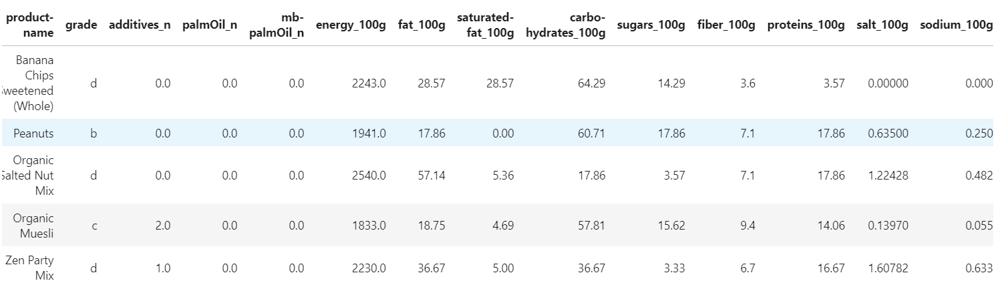 product-name grade additives_n palmOil_n mb-palmOil_n energy_100g fat_100g saturated-fat_100g carbo-hydrates_100g sugars_100g fiber_100g proteins_100g salt_100g sodium_100g
Banana Chips Sweetened (Whole) d 0.0 0.0 0.0 2243.0 28.57 28.57 64.29 14.29 3.6 3.57 0.00000 0.000
Peanuts b 0.0 0.0 0.0 1941.0 17.86 0.00 60.71 17.86 7.1 17.86 0.63500 0.250
Organic Salted Nut Mix d 0.0 0.0 0.0 2540.0 57.14 5.36 17.86 3.57 7.1 17.86 1.22428 0.482
Organic Muesli c 2.0 0.0 0.0 1833.0 18.75 4.69 57.81 15.62 9.4 14.06 0.13970 0.055
Zen Party Mix d 1.0 0.0 0.0 2230.0 36.67 5.00 36.67 3.33 6.7 16.67 1.60782 0.633